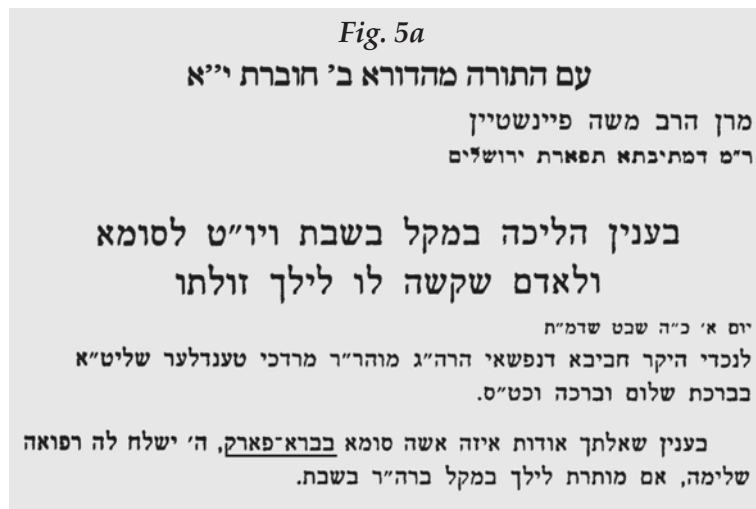 Fig. 5a
עם התורה מהדורא ב' חוברת י''א
מרן הרב משה פיינשטיין
ר"מ דמתיבתא תפארת ירושלים
בענין הליכה במקל בשבת ויו"ט לסומא
ולאדם שקשה לו לילך זולתו
יום א' כ"ה שבט שדמ"ת
לנכדי היקר חביבא דנפשאי הרה"ג מוהר"ר מרדכי טענדלער שליט"א
בברכת שלום וברכה וכט"ס.
בענין שאלתך אודות איזה אשה סומא בברא־פארק, ה' ישלח לה רפואה
שלימה, אם מותרת לילך במקל ברה"ר בשבת.